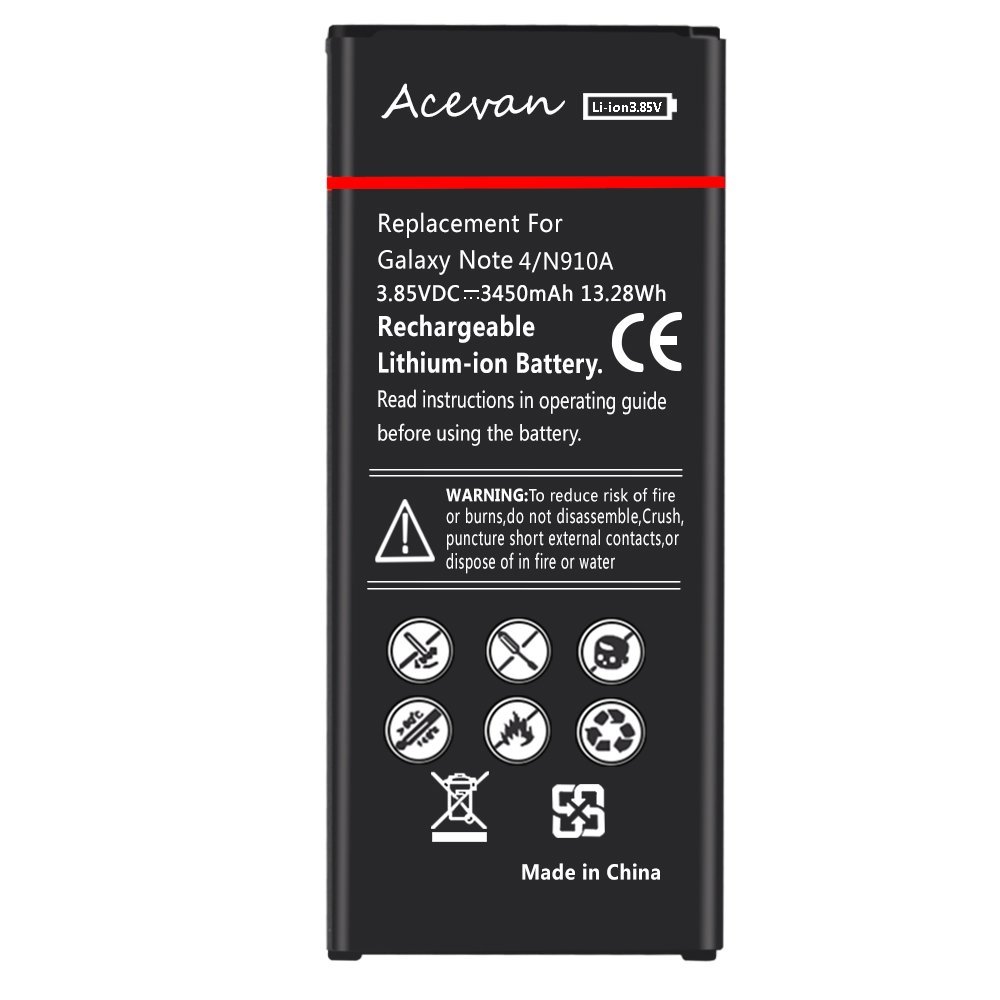 Acevan
Li-ion3.85V
Replacement For
Galaxy Note 4/N910A
3.85VDC⎓3450mAh 13.28Wh
Rechargeable
Lithium-ion Battery.
CE
Read instructions in operating guide
before using the battery.
WARNING:To reduce risk of fire
or burns,do not disassemble,Crush,
puncture short external contacts,or
dispose of in fire or water
Made in China